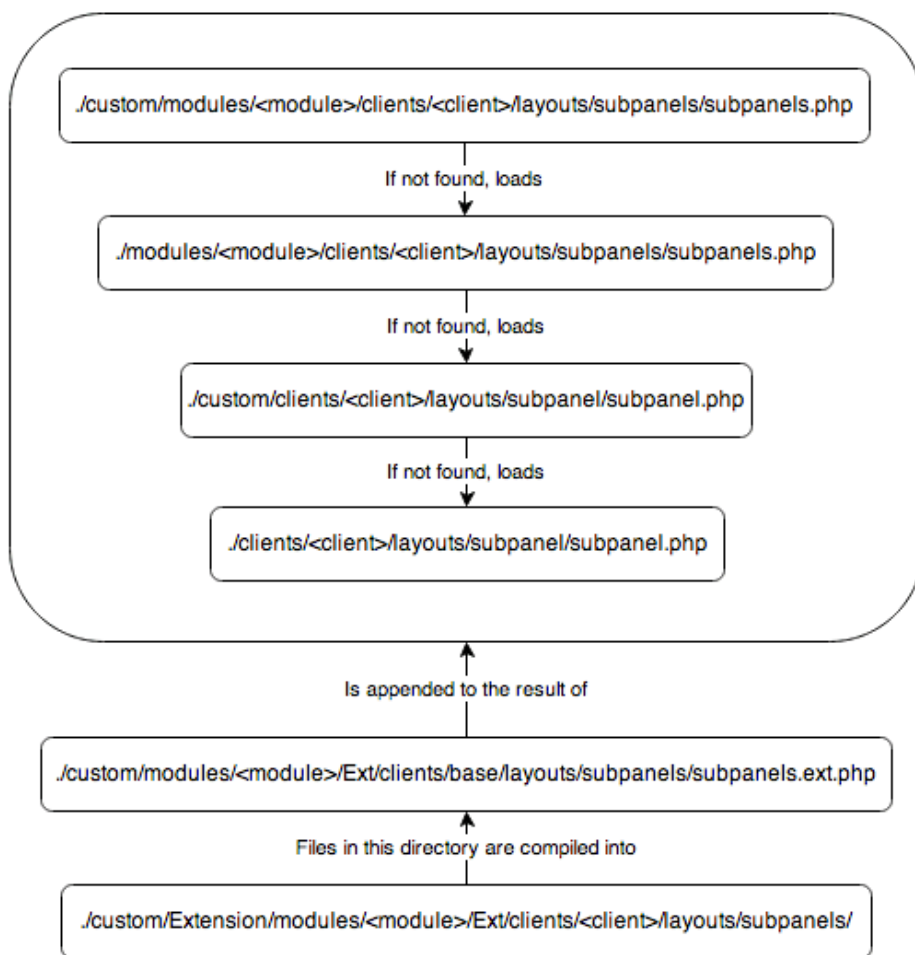 ./custom/modules/<module>/clients/<client>/layouts/subpanels/subpanels.php
If not found, loads
./modules/<module>/clients/<client>/layouts/subpanels/subpanels.php
If not found, loads
./custom/clients/<client>/layouts/subpanel/subpanel.php
If not found, loads
./clients/<client>/layouts/subpanel/subpanel.php
Is appended to the result of
./custom/modules/<module>/Ext/clients/base/layouts/subpanels/subpanels.ext.php
Files in this directory are compiled into
./custom/Extension/modules/<module>/Ext/clients/<client>/layouts/subpanels/